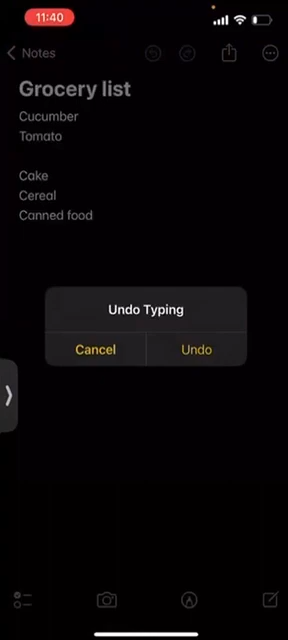 11:40
Notes
Grocery list
Cucumber
Tomato
Cake
Cereal
Canned food
Undo Typing
Cancel
Undo